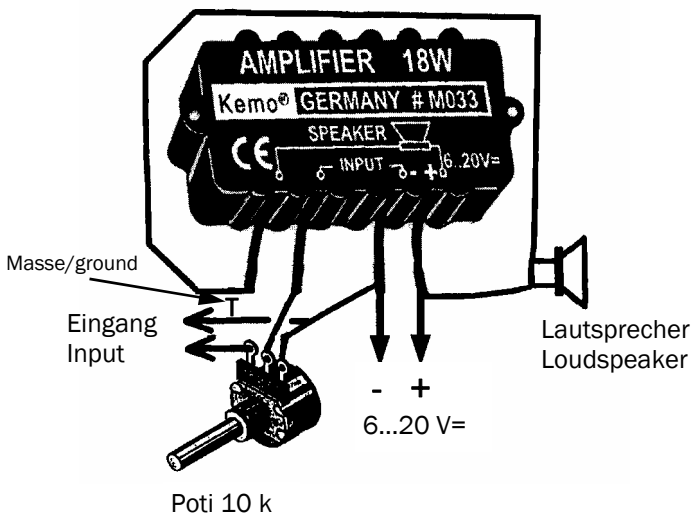 AMPLIFIER 18W
Kemo® GERMANY # M033
SPEAKER
CE INPUT - + 6..20V=
Masse/ground
T
Eingang
Input
Lautsprecher
Loudspeaker
- +
6...20 V=
Poti 10 k